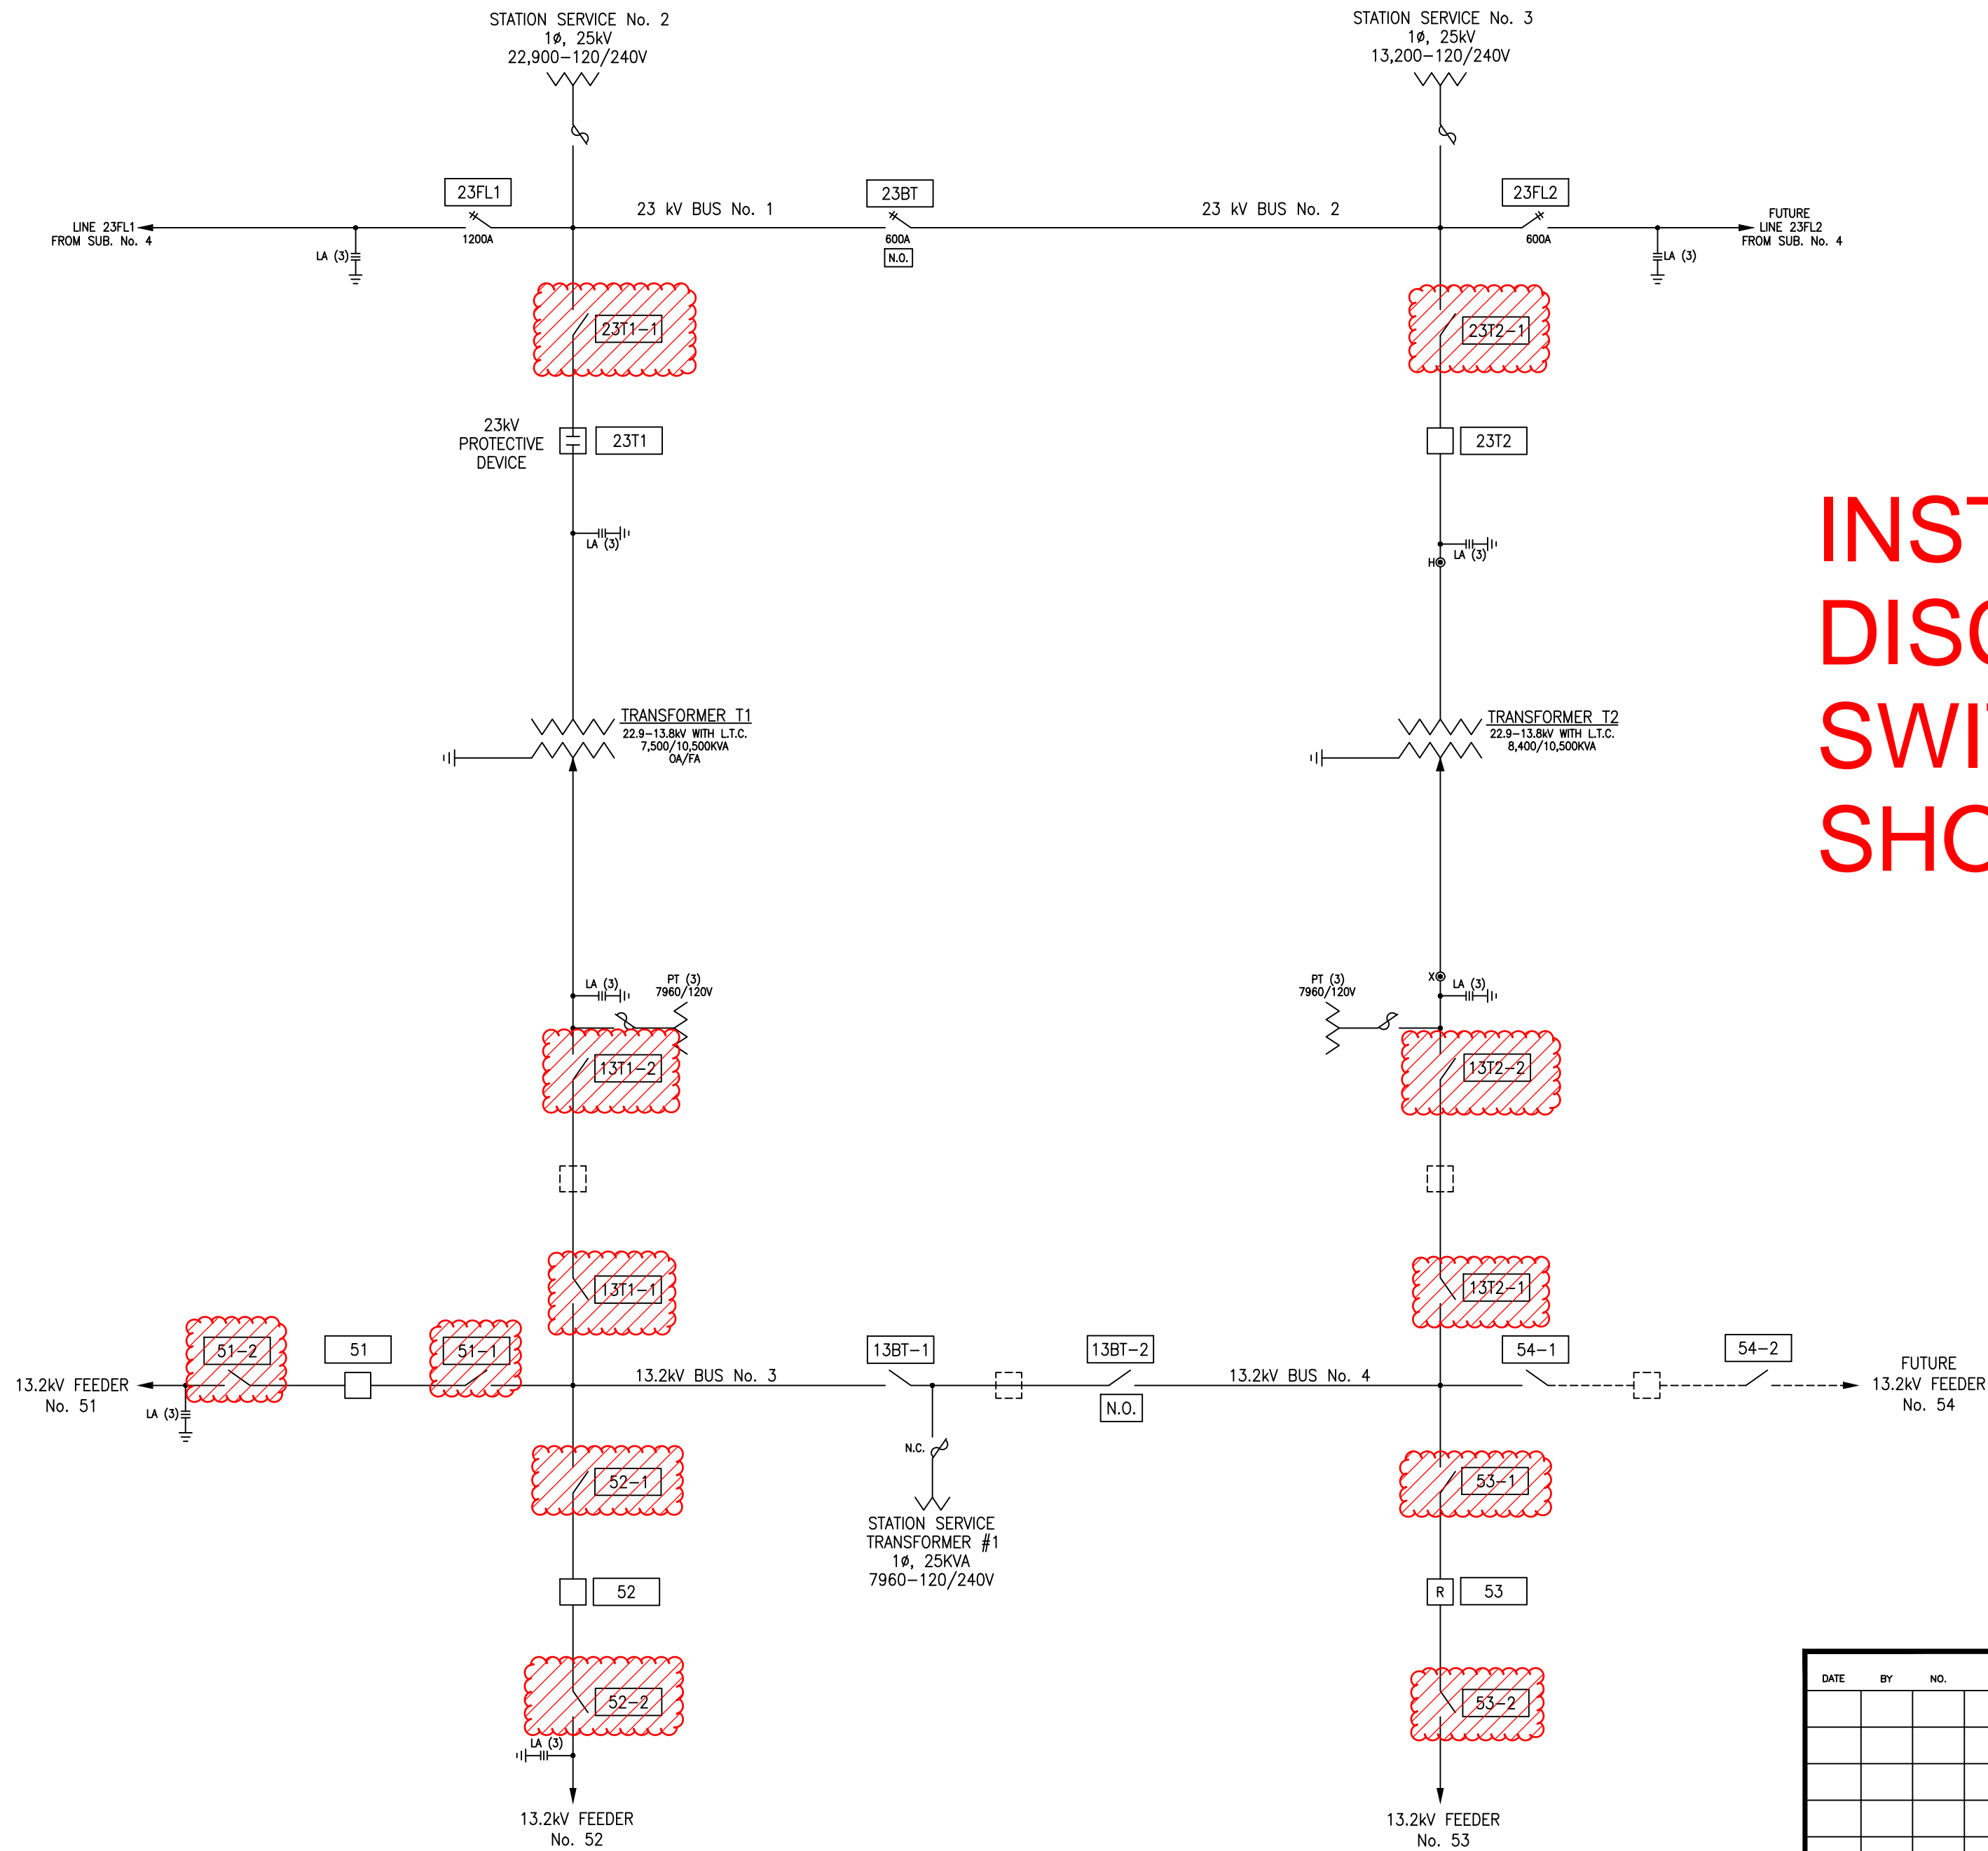 STATION SERVICE No. 2
1ø, 25kV
22,900-120/240V
STATION SERVICE No. 3
1ø, 25kV
13,200-120/240V
23FL1
23BT
23FL2
23 kV BUS No. 1
23 kV BUS No. 2
LINE 23FL1
FROM SUB. No. 4
1200A
600A
N.O.
600A
FUTURE
LINE 23FL2
FROM SUB. No. 4
LA (3)
LA (3)
23T1-1
23T2-1
23kV
PROTECTIVE
DEVICE
23T1
23T2
LA (3)
LA (3)
H
TRANSFORMER T1
22.9-13.8kV WITH L.T.C.
7,500/10,500KVA
OA/FA
TRANSFORMER T2
22.9-13.8kV WITH L.T.C.
8,400/10,500KVA
LA (3)
PT (3)
7960/120V
PT (3)
7960/120V
X
LA (3)
13T1-2
13T2-2
13T1-1
13T2-1
51-2
51
51-1
13BT-1
13BT-2
54-1
54-2
13.2kV FEEDER
No. 51
LA (3)
13.2kV BUS No. 3
13.2kV BUS No. 4
N.O.
FUTURE
13.2kV FEEDER
No. 54
N.C.
52-1
53-1
STATION SERVICE
TRANSFORMER #1
1ø, 25KVA
7960-120/240V
52
R
53
52-2
53-2
LA (3)
13.2kV FEEDER
No. 52
13.2kV FEEDER
No. 53
DATE BY NO.